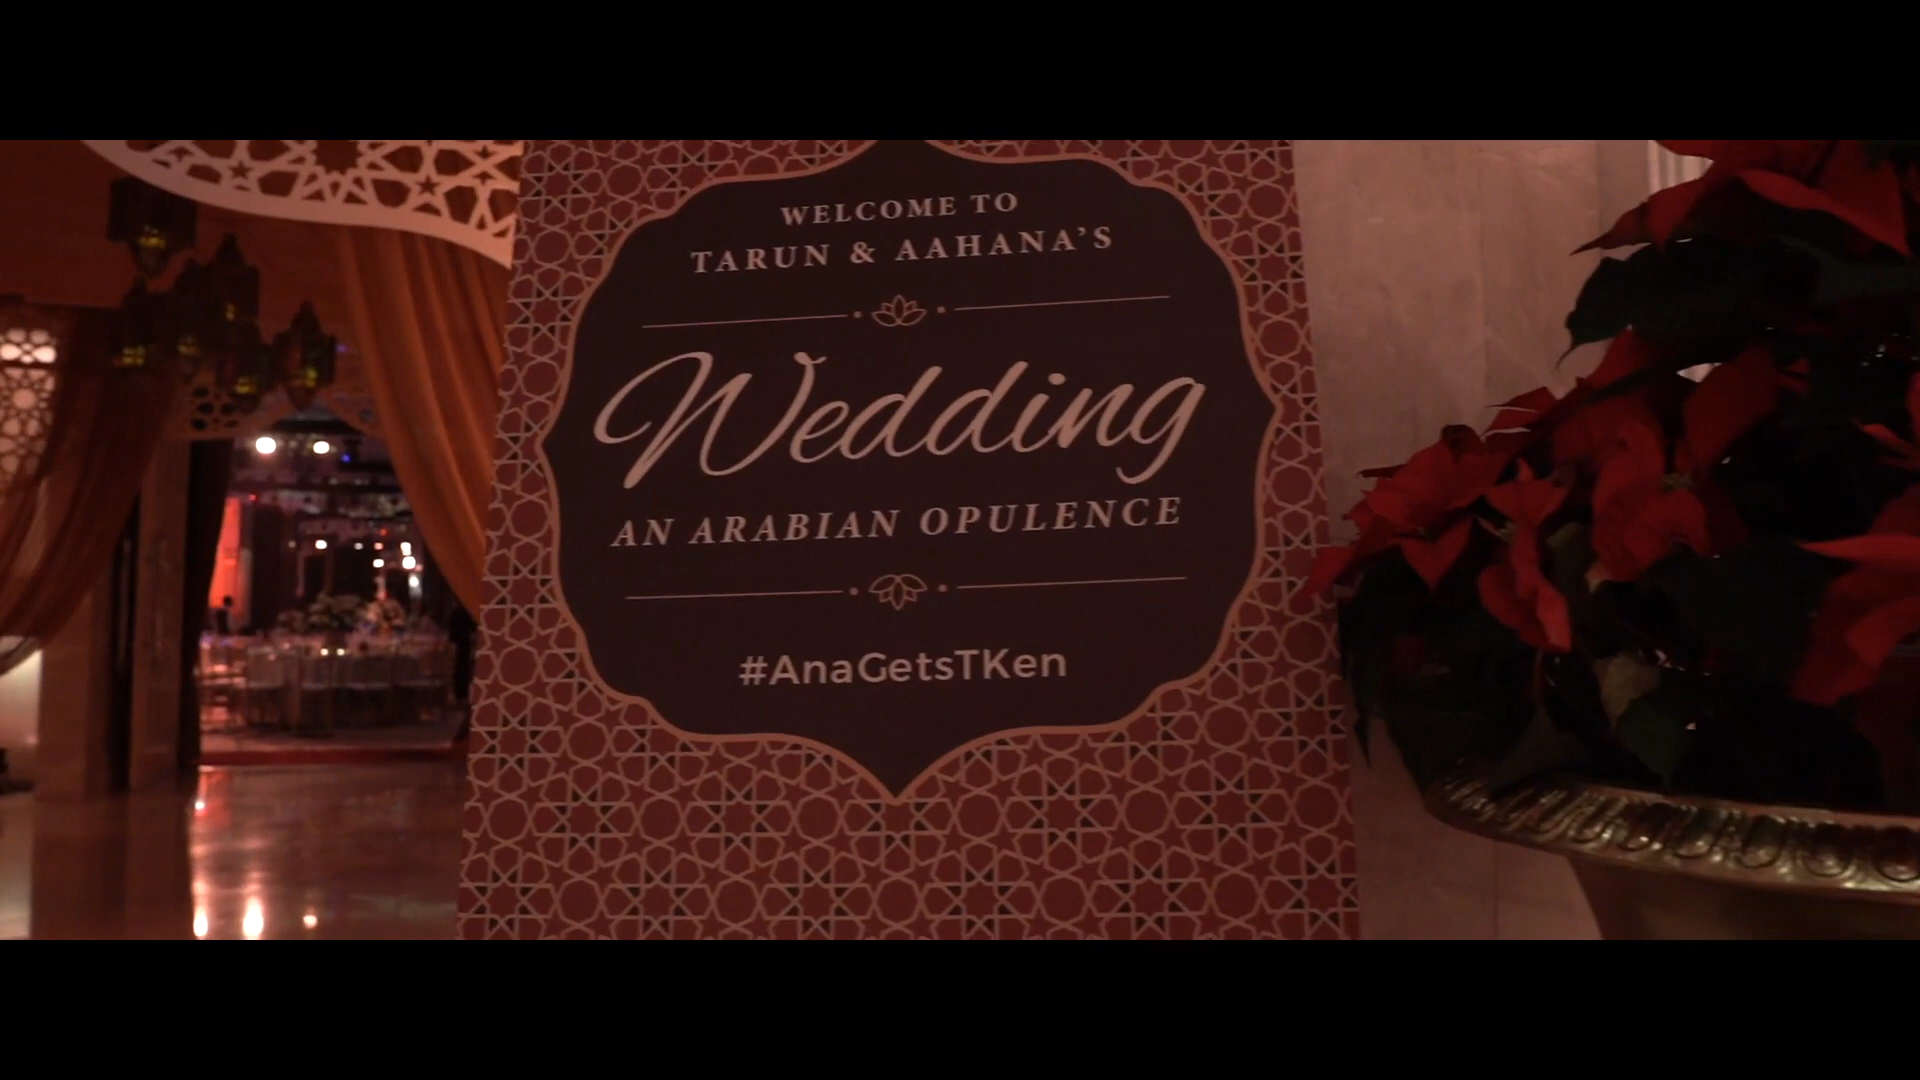 WELCOME TO
TARUN & AAHANA'S
Wedding
AN ARABIAN OPULENCE
#AnaGetsTKen